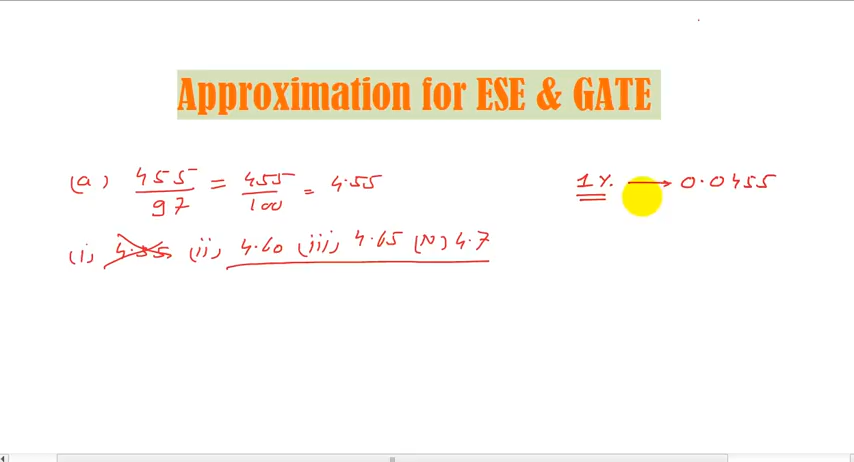 Approximation for ESE & GATE
(a) 455/97 = 455/100 = 4.55 1%. → 0.0455
(i) 4.55 (ii) 4.60 (iii) 4.65 (iv) 4.7